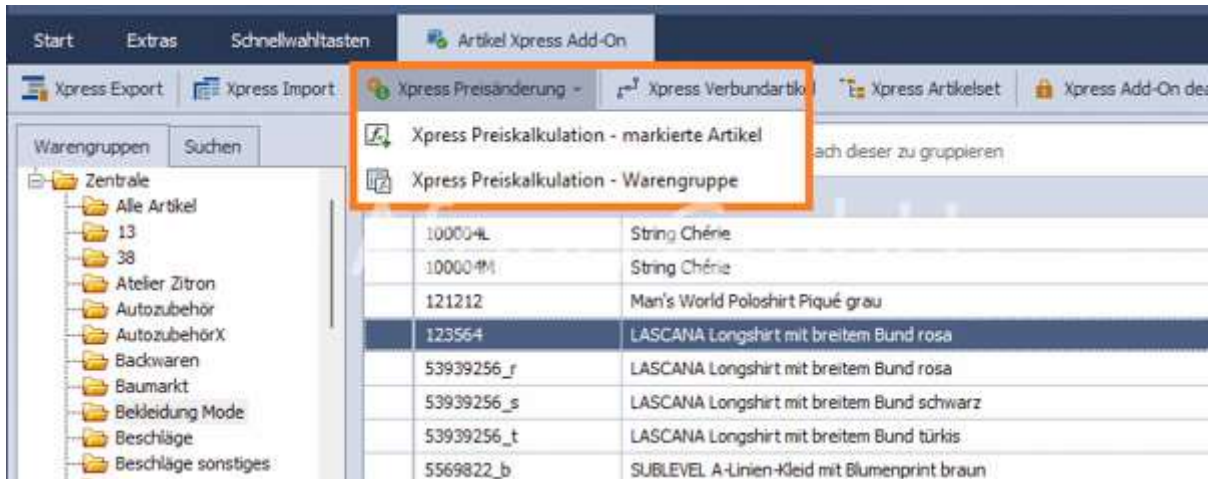 Start Extras Schnellwahltasten Artikel Xpress Add-On
Xpress Export Xpress Import Xpress Preisänderung Xpress Verbundartikel Xpress Artikelset Xpress Add-On dea
Xpress Preiskalkulation - markierte Artikel
Xpress Preiskalkulation - Warengruppe
ach dieser zu gruppieren
Warengruppen Suchen
Zentrale
Alle Artikel
13
38
Atelier Zitron
Autozubehör
AutozubehörX
Backwaren
Baumarkt
Bekleidung Mode
Beschläge
Beschläge sonstiges
100004L String Chérie
100004M String Chérie
121212 Man's World Poloshirt Piqué grau
123564 LASCANA Longshirt mit breitem Bund rosa
53939256_r LASCANA Longshirt mit breitem Bund rosa
53939256_s LASCANA Longshirt mit breitem Bund schwarz
53939256_t LASCANA Longshirt mit breitem Bund türkis
5569822_b SUBLEVEL A-Linien-Kleid mit Blumenprint braun